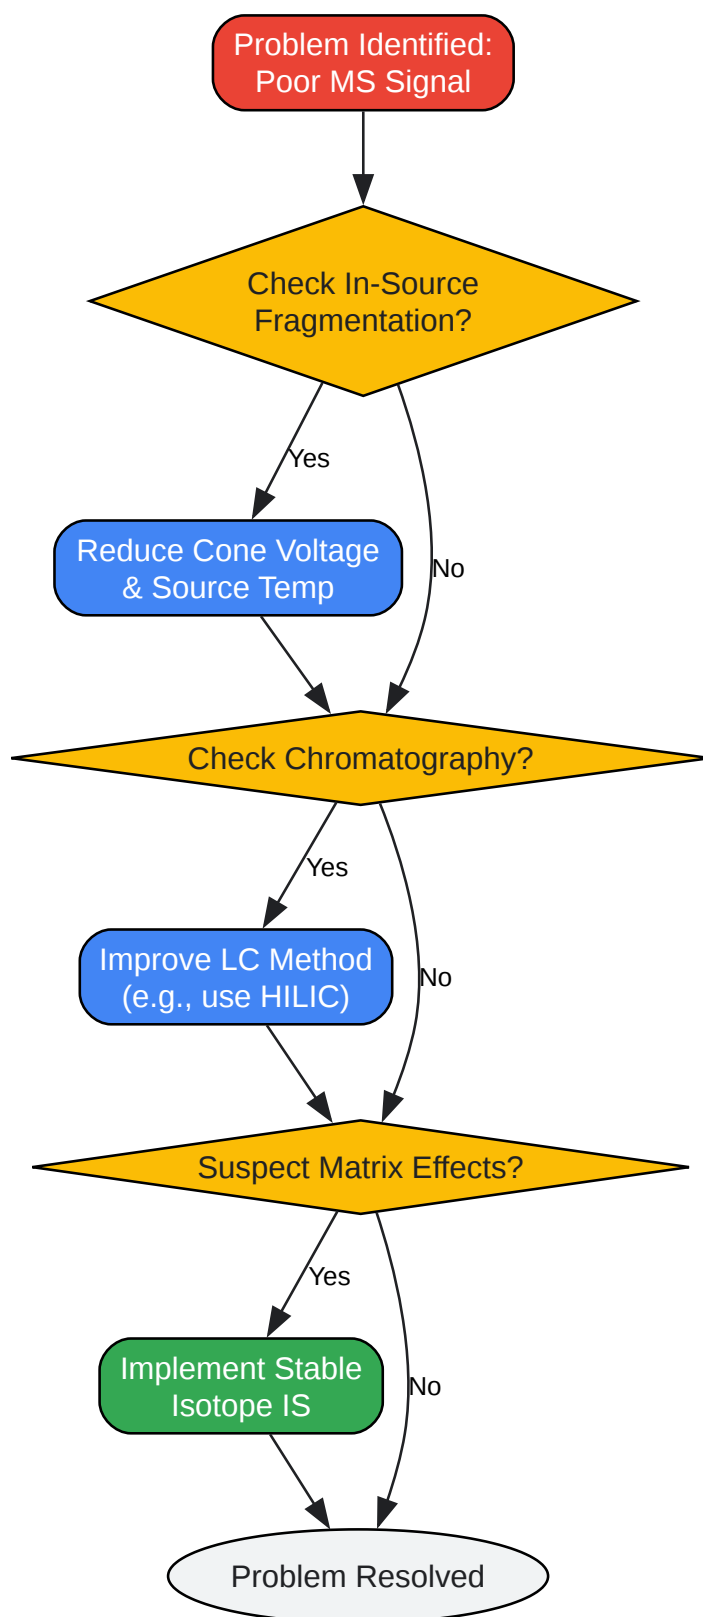 Problem Identified:
Poor MS Signal
Check In-Source
Fragmentation?
Yes
Reduce Cone Voltage
& Source Temp
No
Check Chromatography?
Yes
Improve LC Method
(e.g., use HILIC)
No
Suspect Matrix Effects?
Yes
Implement Stable
Isotope IS
No
Problem Resolved